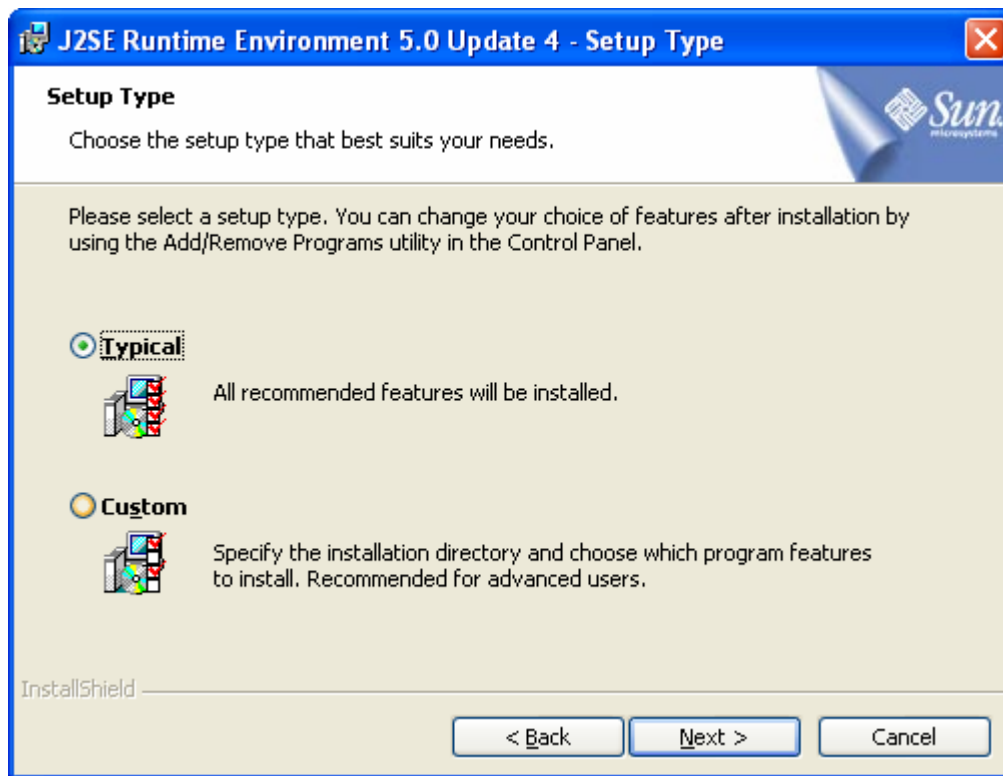 J2SE Runtime Environment 5.0 Update 4 - Setup Type
Setup Type
Choose the setup type that best suits your needs.
Sun
microsystems
Please select a setup type. You can change your choice of features after installation by
using the Add/Remove Programs utility in the Control Panel.
Typical
All recommended features will be installed.
Custom
Specify the installation directory and choose which program features
to install. Recommended for advanced users.
InstallShield
< Back
Next >
Cancel